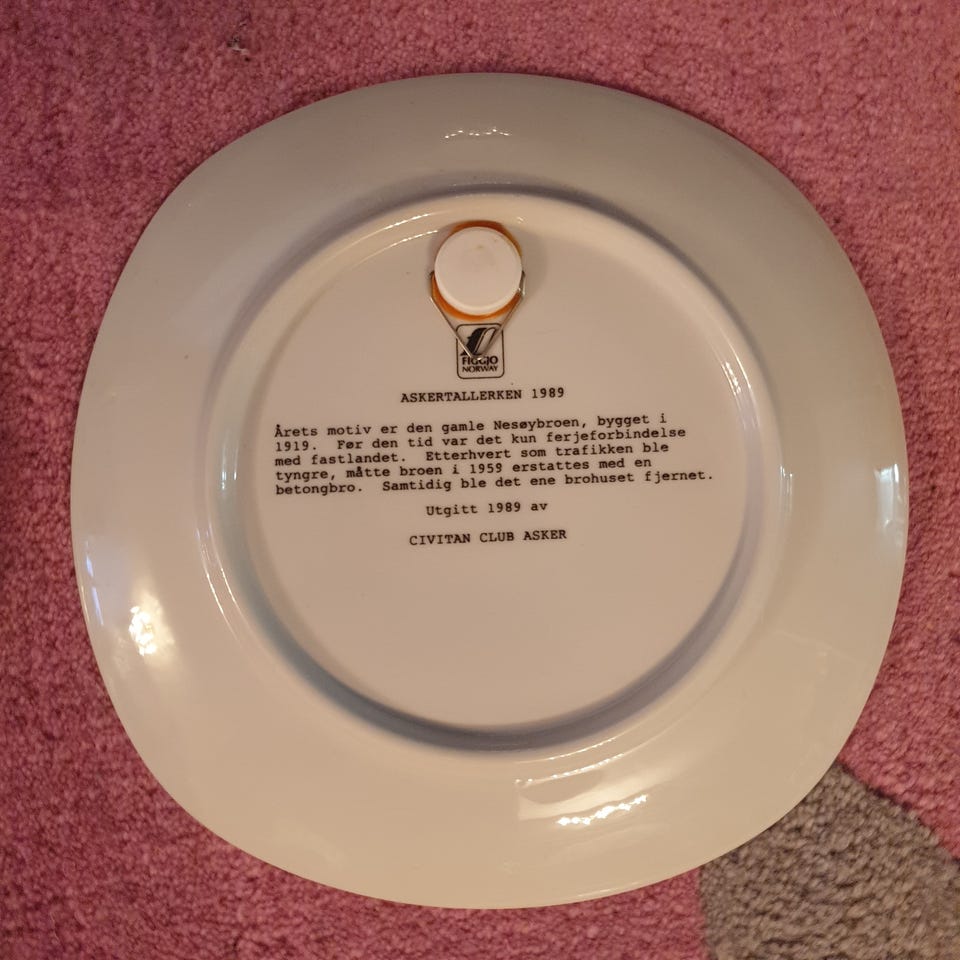 FIGGJO
NORWAY
ASKERTALLERKEN 1989
Årets motiv er den gamle Nesøybroen, bygget i
1919. Før den tid var det kun ferjeforbindelse
med fastlandet. Etterhvert som trafikken ble
tyngre, måtte broen i 1959 erstattes med en
betongbro. Samtidig ble det ene brohuset fjernet.
Utgitt 1989 av
CIVITAN CLUB ASKER